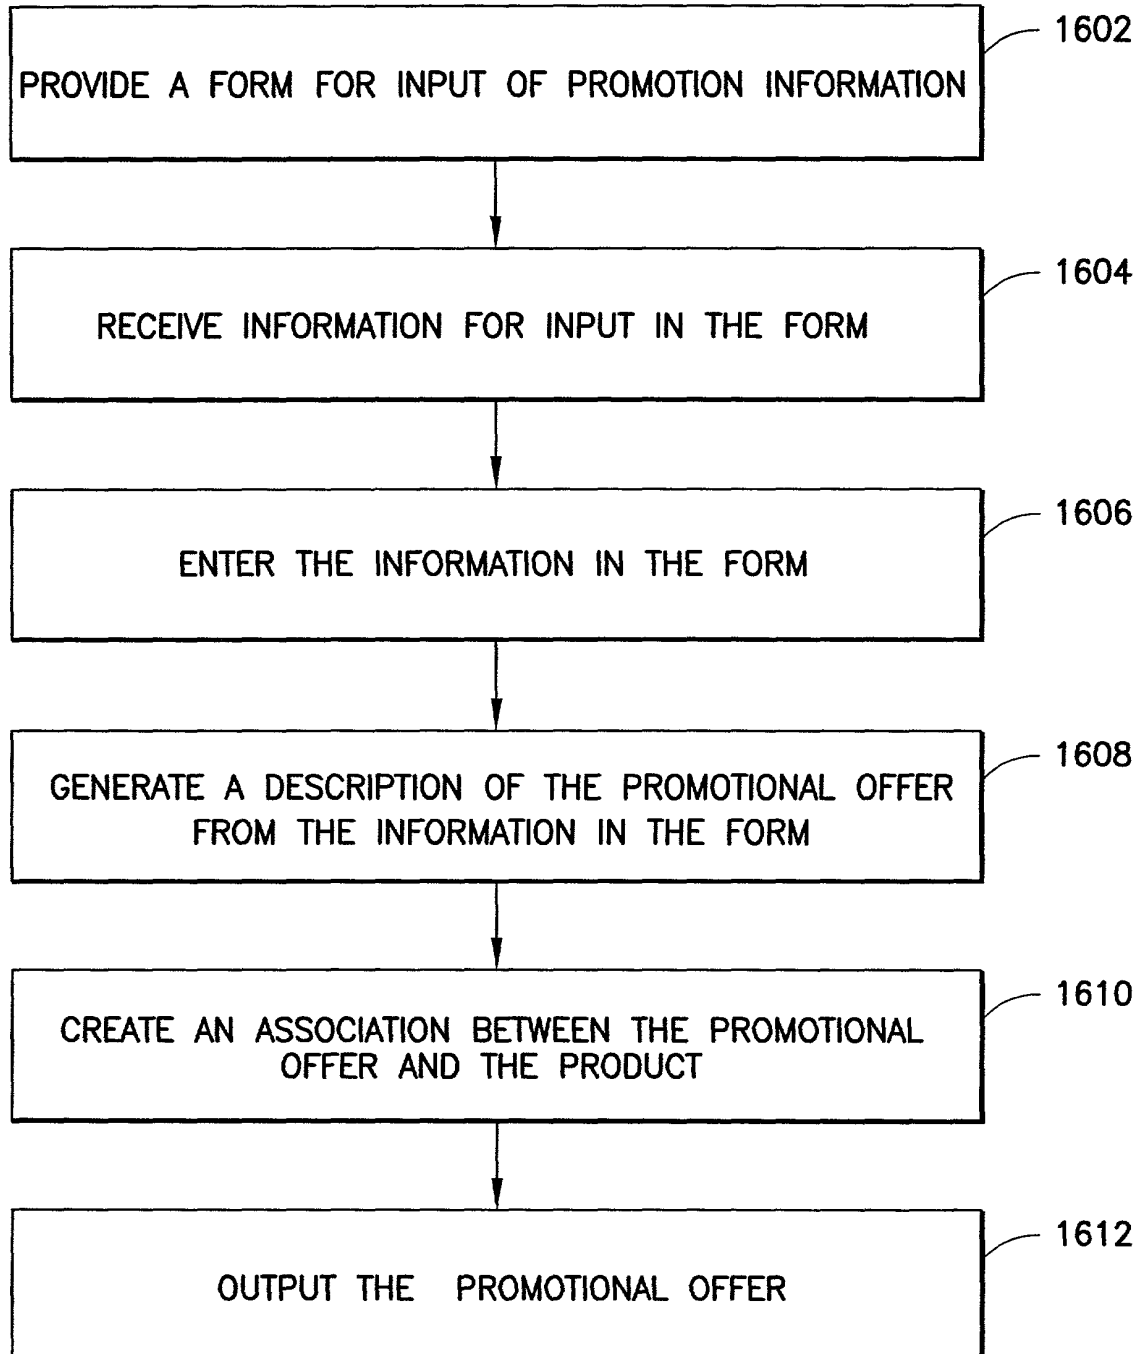 1602
PROVIDE A FORM FOR INPUT OF PROMOTION INFORMATION
1604
RECEIVE INFORMATION FOR INPUT IN THE FORM
1606
ENTER THE INFORMATION IN THE FORM
1608
GENERATE A DESCRIPTION OF THE PROMOTIONAL OFFER
FROM THE INFORMATION IN THE FORM
1610
CREATE AN ASSOCIATION BETWEEN THE PROMOTIONAL
OFFER AND THE PRODUCT
1612
OUTPUT THE PROMOTIONAL OFFER